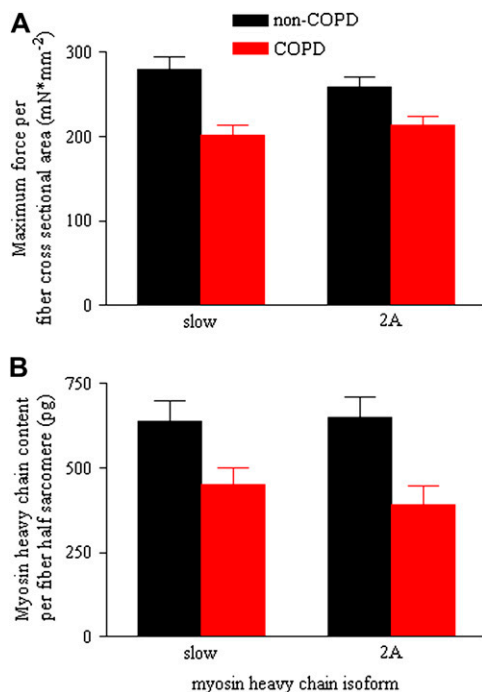 A
non-COPD
COPD
Maximum force per
fiber cross sectional area (mN*mm-2)
300
200
100
0
slow 2A
B
Myosin heavy chain content
per fiber half sarcomere (pg)
750
500
250
0
slow 2A
myosin heavy chain isoform